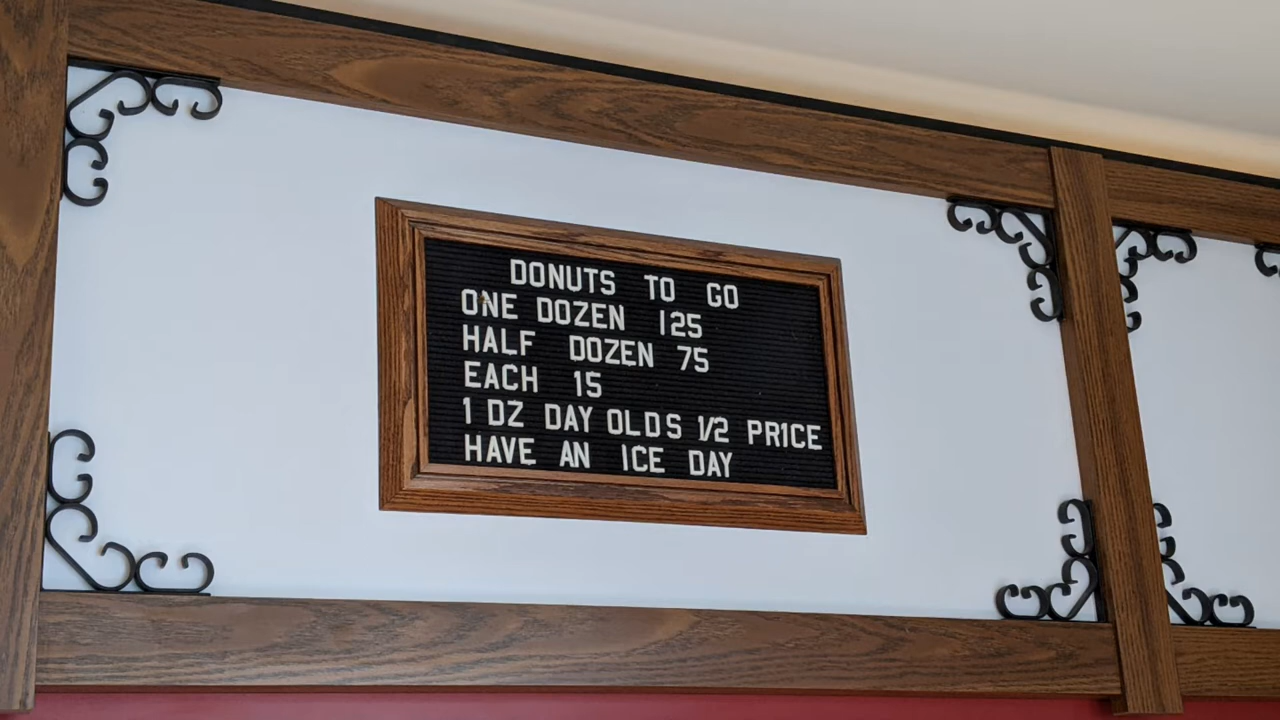 DONUTS TO GO
ONE DOZEN 125
HALF DOZEN 75
EACH 15
1 DZ DAY OLDS 1/2 PRICE
HAVE AN ICE DAY